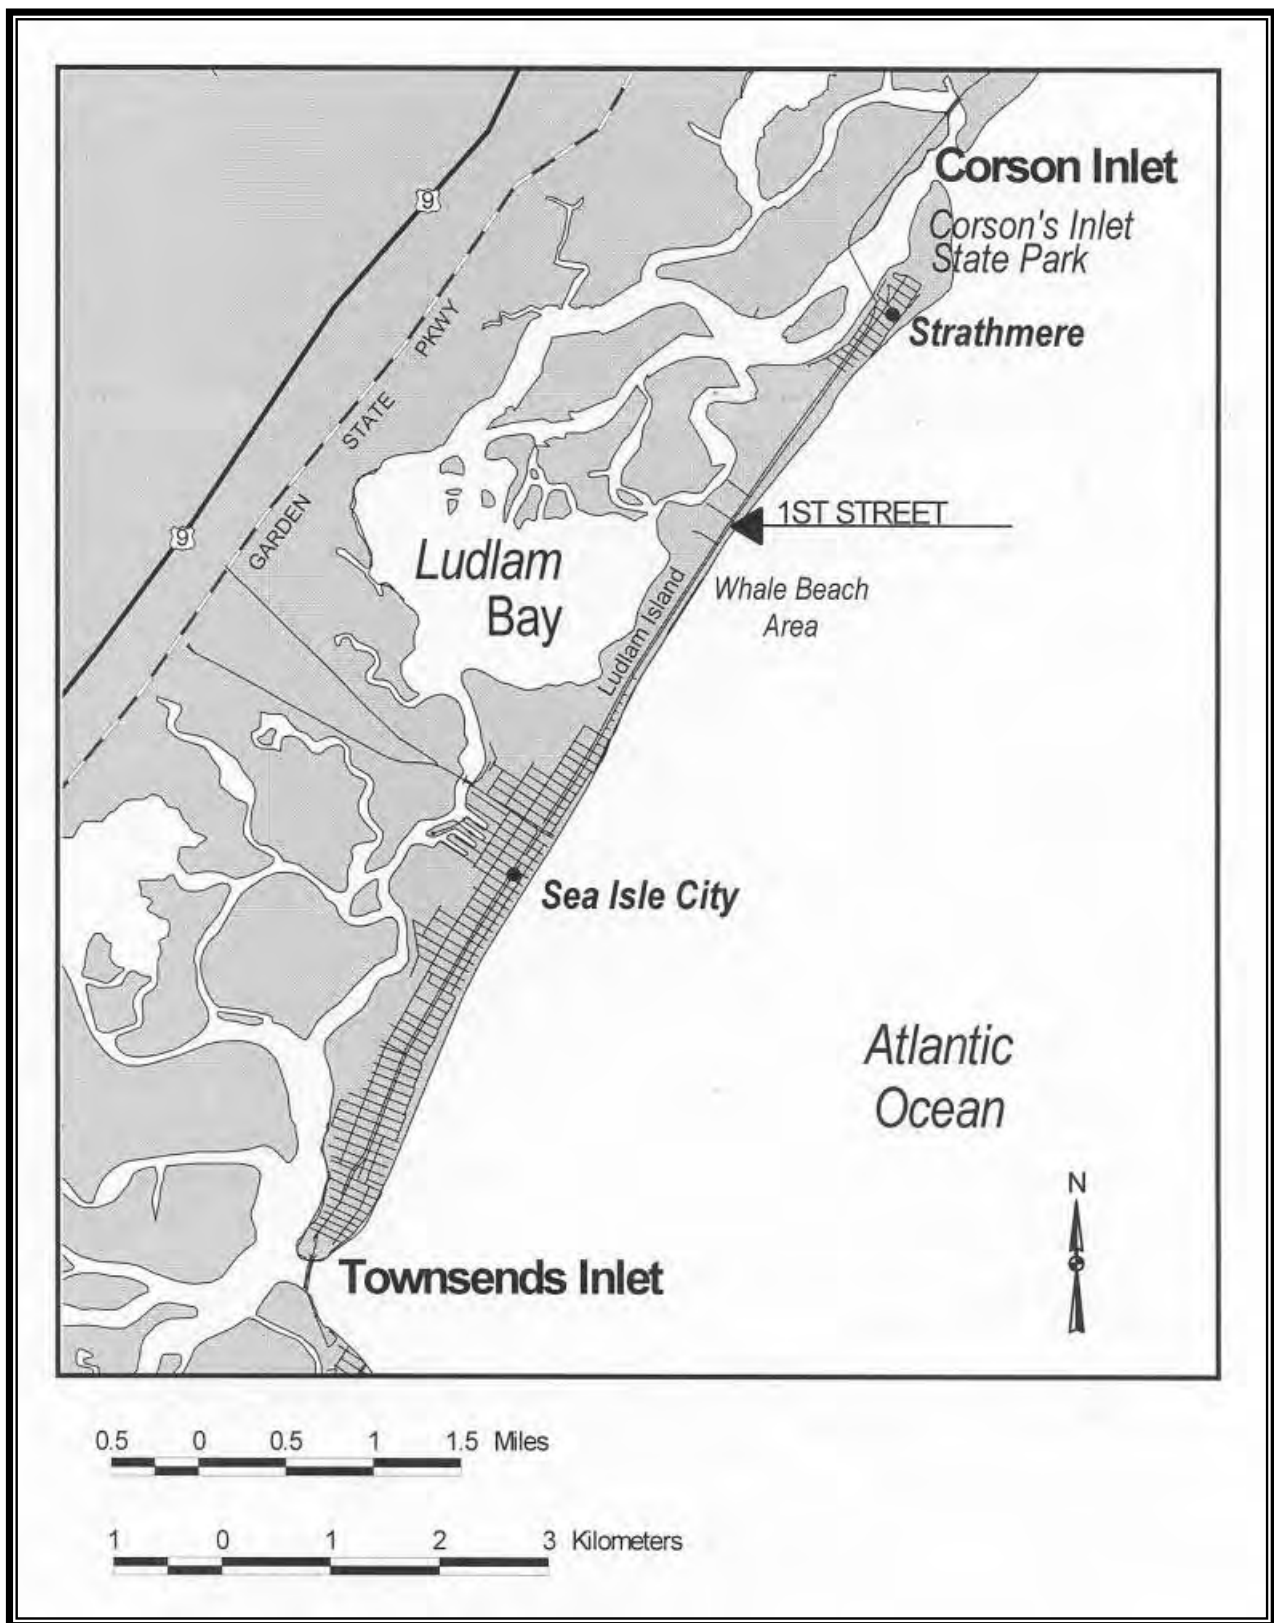 Corson Inlet
Corson's Inlet
State Park
Strathmere
9
GARDEN STATE PKWY
9
1ST STREET
Ludlam
Bay
Ludlam Island
Whale Beach
Area
Sea Isle City
Atlantic
Ocean
N
Townsends Inlet
0.5 0 0.5 1 1.5 Miles
1 0 1 2 3 Kilometers